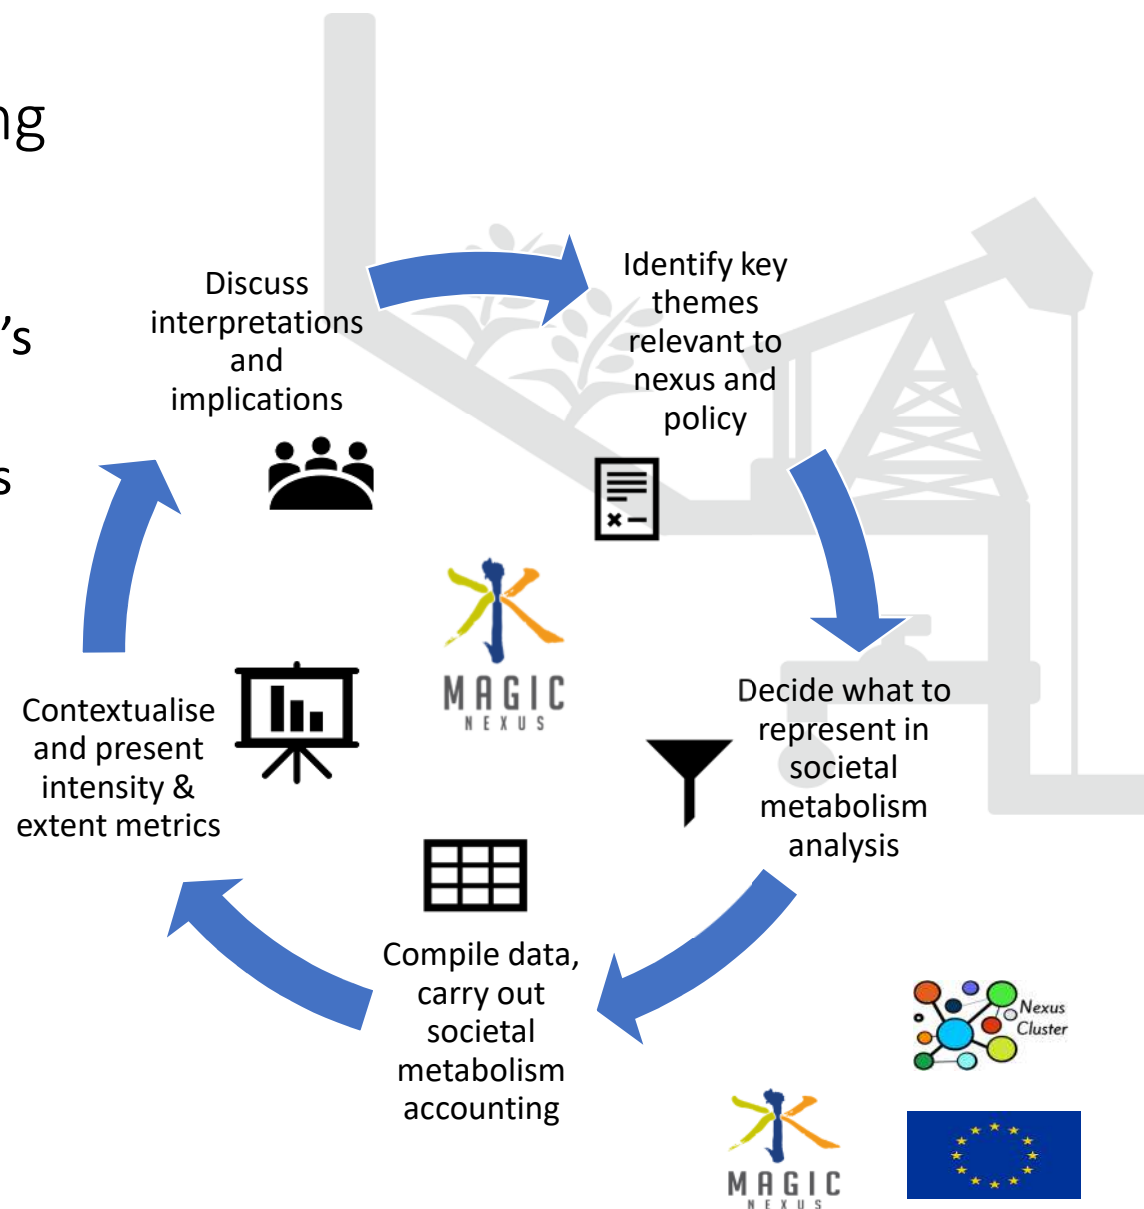 ng
's
s
Discuss
interpretations
and
implications
Identify key
themes
relevant to
nexus and
policy
Decide what to
represent in
societal
metabolism
analysis
Compile data,
carry out
societal
metabolism
accounting
Contextualise
and present
intensity &
extent metrics
MAGIC
NEXUS
Nexus
Cluster
MAGIC
NEXUS